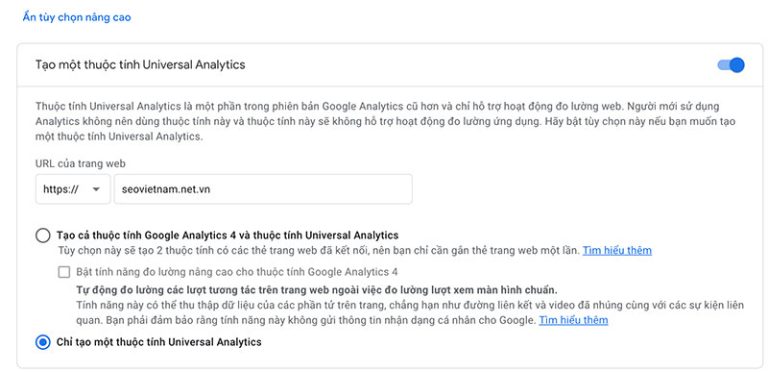 Ẩn tùy chọn nâng cao
Tạo một thuộc tính Universal Analytics
Thuộc tính Universal Analytics là một phần trong phiên bản Google Analytics cũ hơn và chỉ hỗ trợ hoạt động đo lường web. Người mới sử dụng
Analytics không nên dùng thuộc tính này và thuộc tính này sẽ không hỗ trợ hoạt động đo lường ứng dụng. Hãy bật tùy chọn này nếu bạn muốn tạo
một thuộc tính Universal Analytics.
URL của trang web
https:// seovietnam.net.vn
Tạo cả thuộc tính Google Analytics 4 và thuộc tính Universal Analytics
Tùy chọn này sẽ tạo 2 thuộc tính có các thẻ trang web đã kết nối, nên bạn chỉ cần gắn thẻ trang web một lần. Tìm hiểu thêm
Bật tính năng đo lường nâng cao cho thuộc tính Google Analytics 4
Tự động đo lường các lượt tương tác trên trang web ngoài việc đo lường lượt xem màn hình chuẩn.
Tính năng này có thể thu thập dữ liệu của các phần tử trên trang, chẳng hạn như đường liên kết và video đã nhúng cùng với các sự kiện liên
quan. Bạn phải đảm bảo rằng tính năng này không gửi thông tin nhận dạng cá nhân cho Google. Tìm hiểu thêm
Chỉ tạo một thuộc tính Universal Analytics